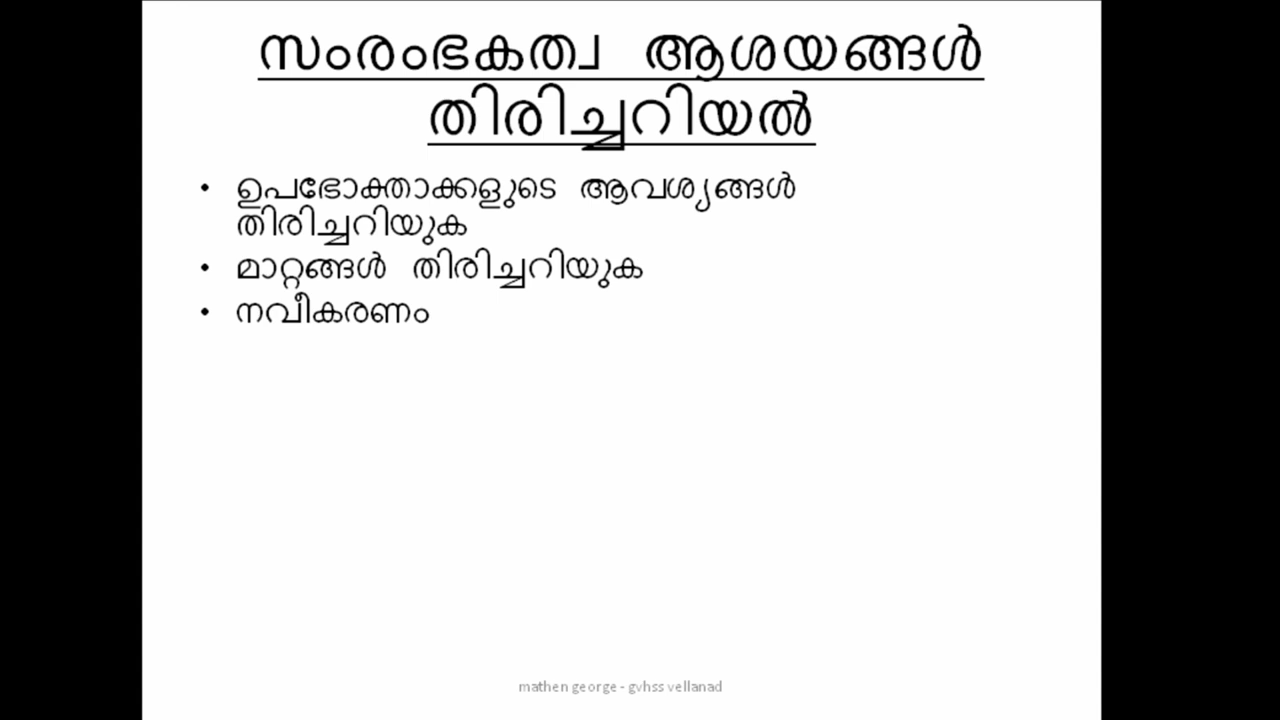 സംരംഭകത്വ ആശയങ്ങൾ
തിരിച്ചറിയൽ
• ഉപഭോക്താക്കളുടെ ആവശ്യങ്ങൾ
തിരിച്ചറിയുക
• മാറ്റങ്ങൾ തിരിച്ചറിയുക
• നവീകരണം
mathen george - gvhss vellanad